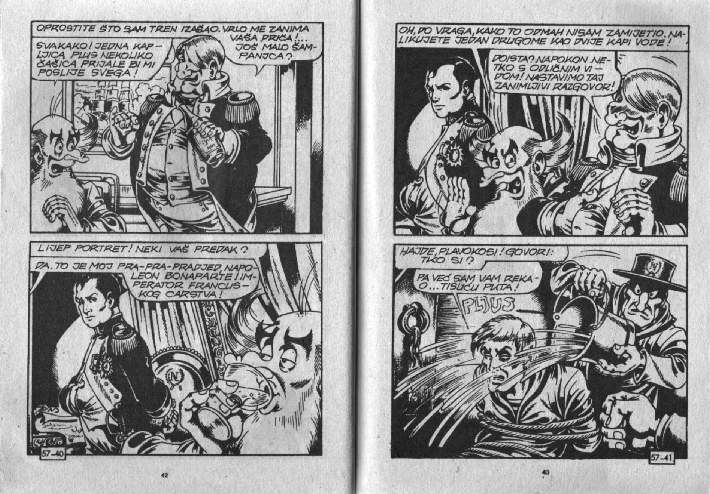 OPROSTITE ŠTO SAM TREN IZAŠAO. VRLO ME ZANIMA
VAŠA PRIČA!...
JOŠ MALO ŠAM-
PANJCA?
SVAKAKO! JEDNA KAP-
LJICA, PLUS NEKOLIKO
ČAŠICA PRIJALE BI MI
POSLIJE SVEGA!
LIJEP PORTRET! NEKI VAŠ PREDAK?
DA. TO JE MOJ PRA-PRA-PRADJED NAPO-
LEON BONAPARTE! IM-
PERATOR FRANCUS-
KOG CARSTVA!
57-40
42
OH, DO VRAGA, KAKO TO ODMAH NISAM ZAMIJETIO. NA-
LIKUJETE JEDAN DRUGOME KAO DVIJE KAPI VODE!
DOISTA? NAPOKON NE-
TKO S ODLIČNIM VI-
DOM! NASTAVIMO TAJ
ZANIMLJIVI RAZGOVOR!
HAJDE, PLAVOKOSI! GOVORI:
TKO SI?
PA VEĆ SAM VAM REKA-
O... TISUĆU PUTA!
PLJUS
N
57-41
43